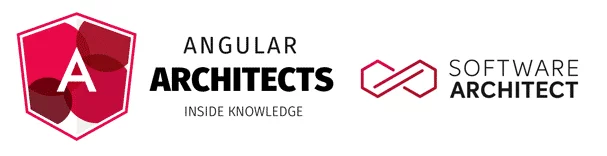 A
ANGULAR
ARCHITECTS
INSIDE KNOWLEDGE
SOFTWARE
ARCHITECT